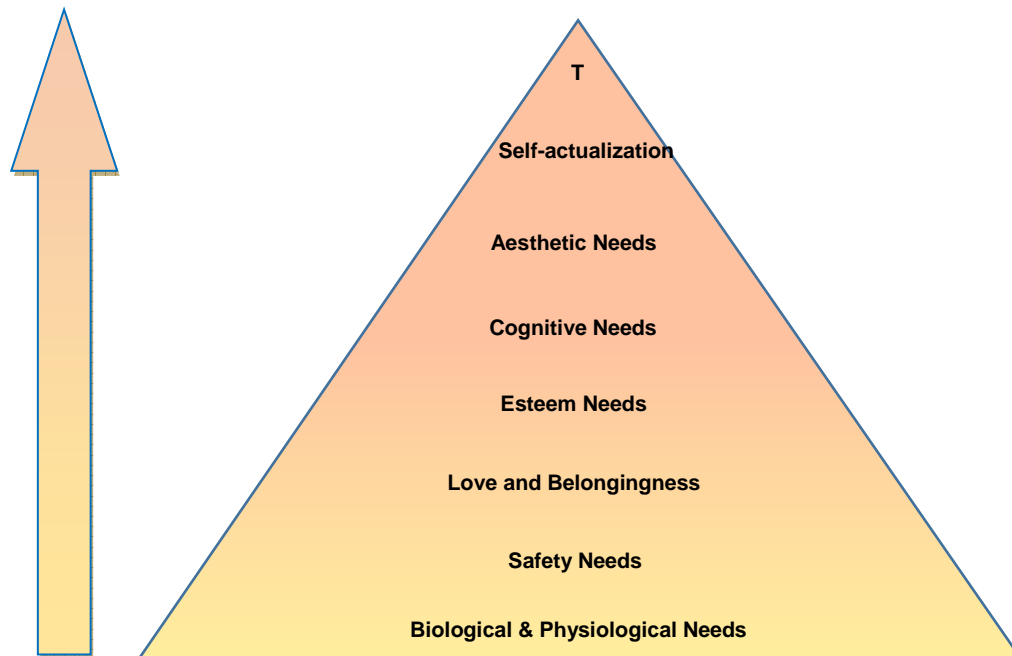 T
Self-actualization
Aesthetic Needs
Cognitive Needs
Esteem Needs
Love and Belongingness
Safety Needs
Biological & Physiological Needs